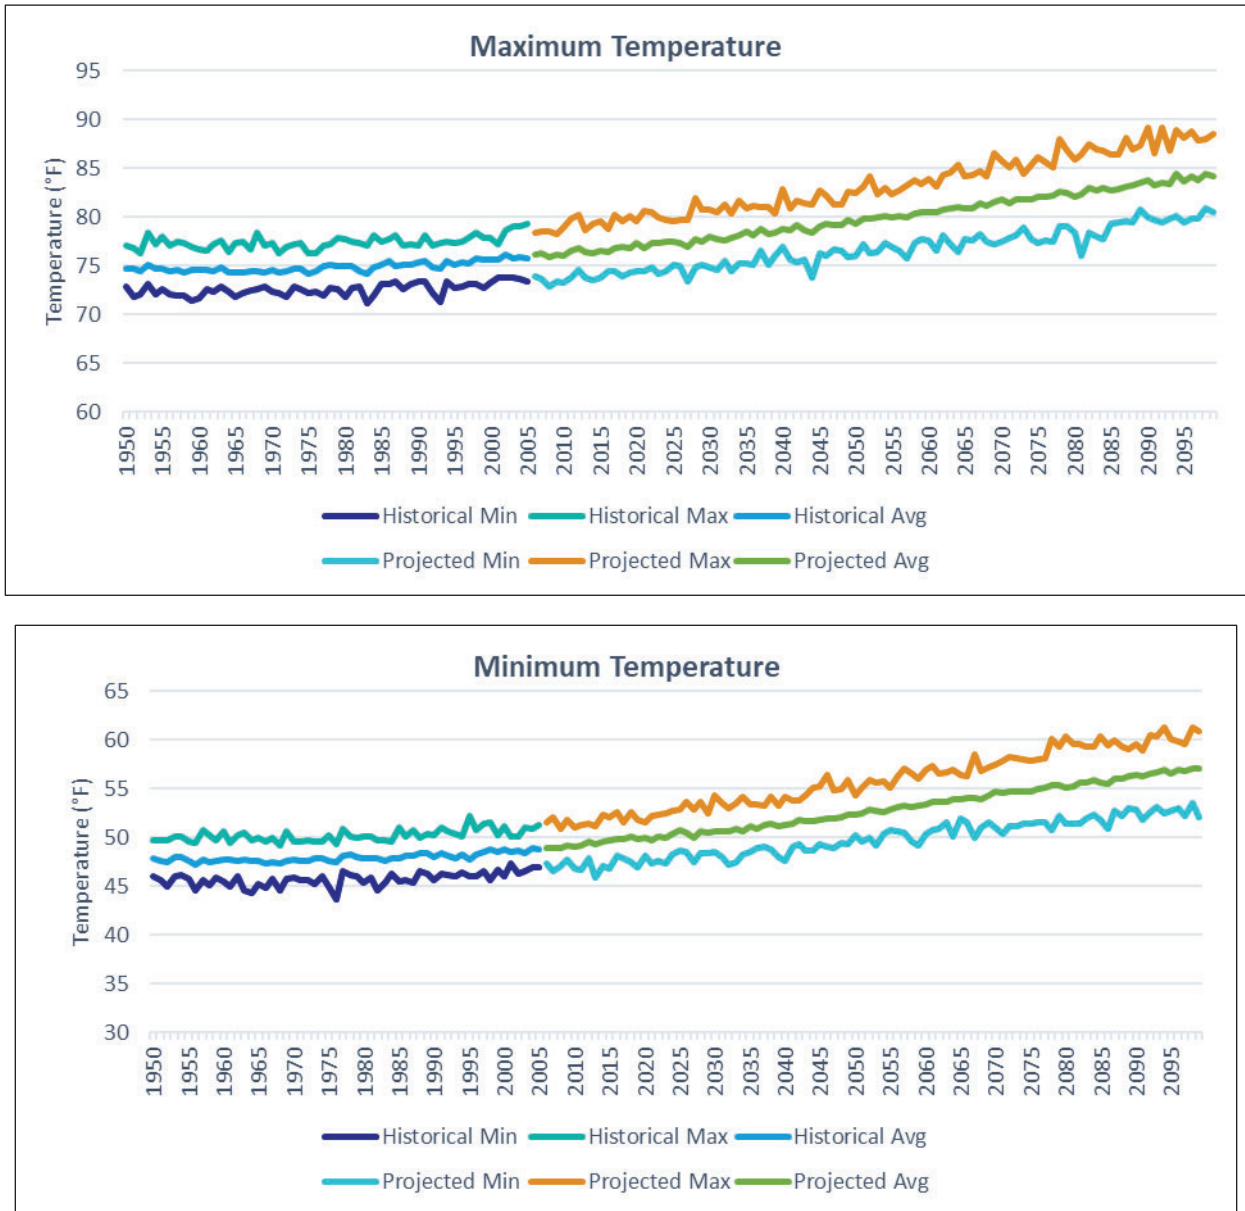 Maximum Temperature
Temperature (°F)
95
90
85
80
75
70
65
60
1950 1955 1960 1965 1970 1975 1980 1985 1990 1995 2000 2005 2010 2015 2020 2025 2030 2035 2040 2045 2050 2055 2060 2065 2070 2075 2080 2085 2090 2095
Historical Min Historical Max Historical Avg
Projected Min Projected Max Projected Avg
Minimum Temperature
Temperature (°F)
65
60
55
50
45
40
35
30
1950 1955 1960 1965 1970 1975 1980 1985 1990 1995 2000 2005 2010 2015 2020 2025 2030 2035 2040 2045 2050 2055 2060 2065 2070 2075 2080 2085 2090 2095
Historical Min Historical Max Historical Avg
Projected Min Projected Max Projected Avg